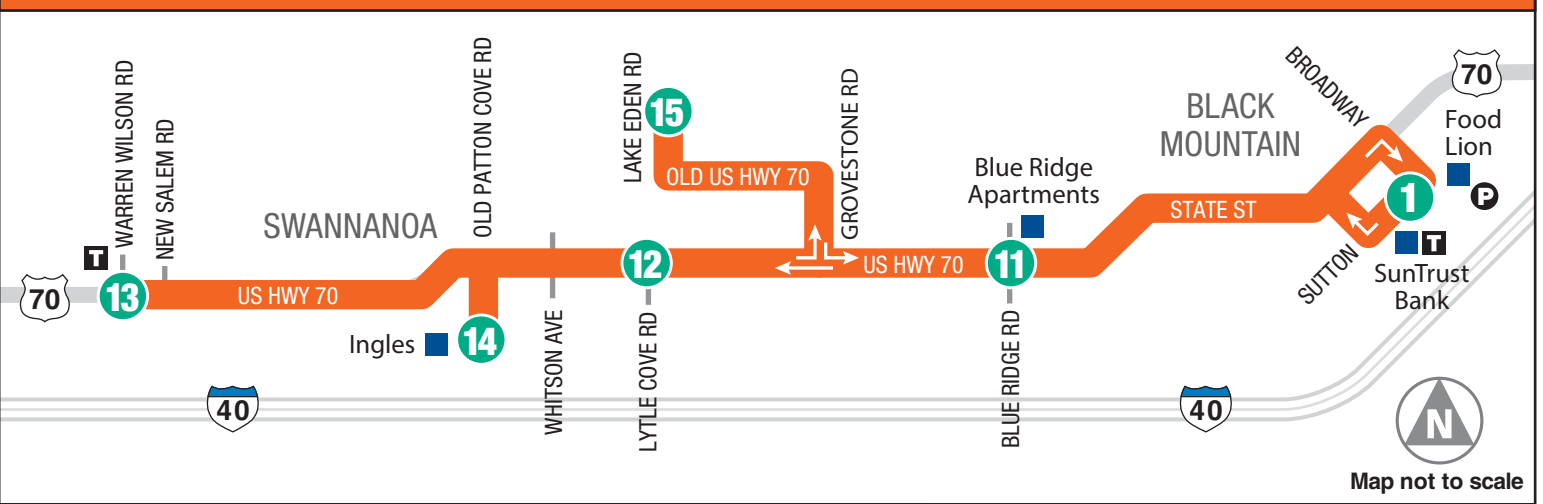 WARREN WILSON RD
NEW SALEM RD
OLD PATTON COVE RD
LAKE EDEN RD
GROVESTONE RD
BROADWAY
70
Food
Lion
P
BLACK
MOUNTAIN
15
OLD US HWY 70
Blue Ridge
Apartments
1
STATE ST
SWANNANOA
T
13
70
US HWY 70
12
US HWY 70
11
SUTTON
T
SunTrust
Bank
Ingles
14
WHITSON AVE
LYTLE COVE RD
BLUE RIDGE RD
40
40
N
Map not to scale